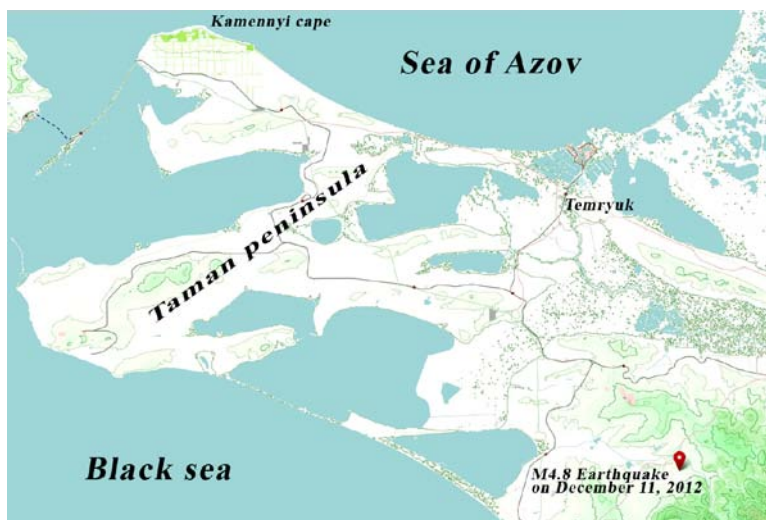 Kamennyi cape
Sea of Azov
Taman peninsula
Temryuk
Black sea
M4.8 Earthquake
on December 11, 2012